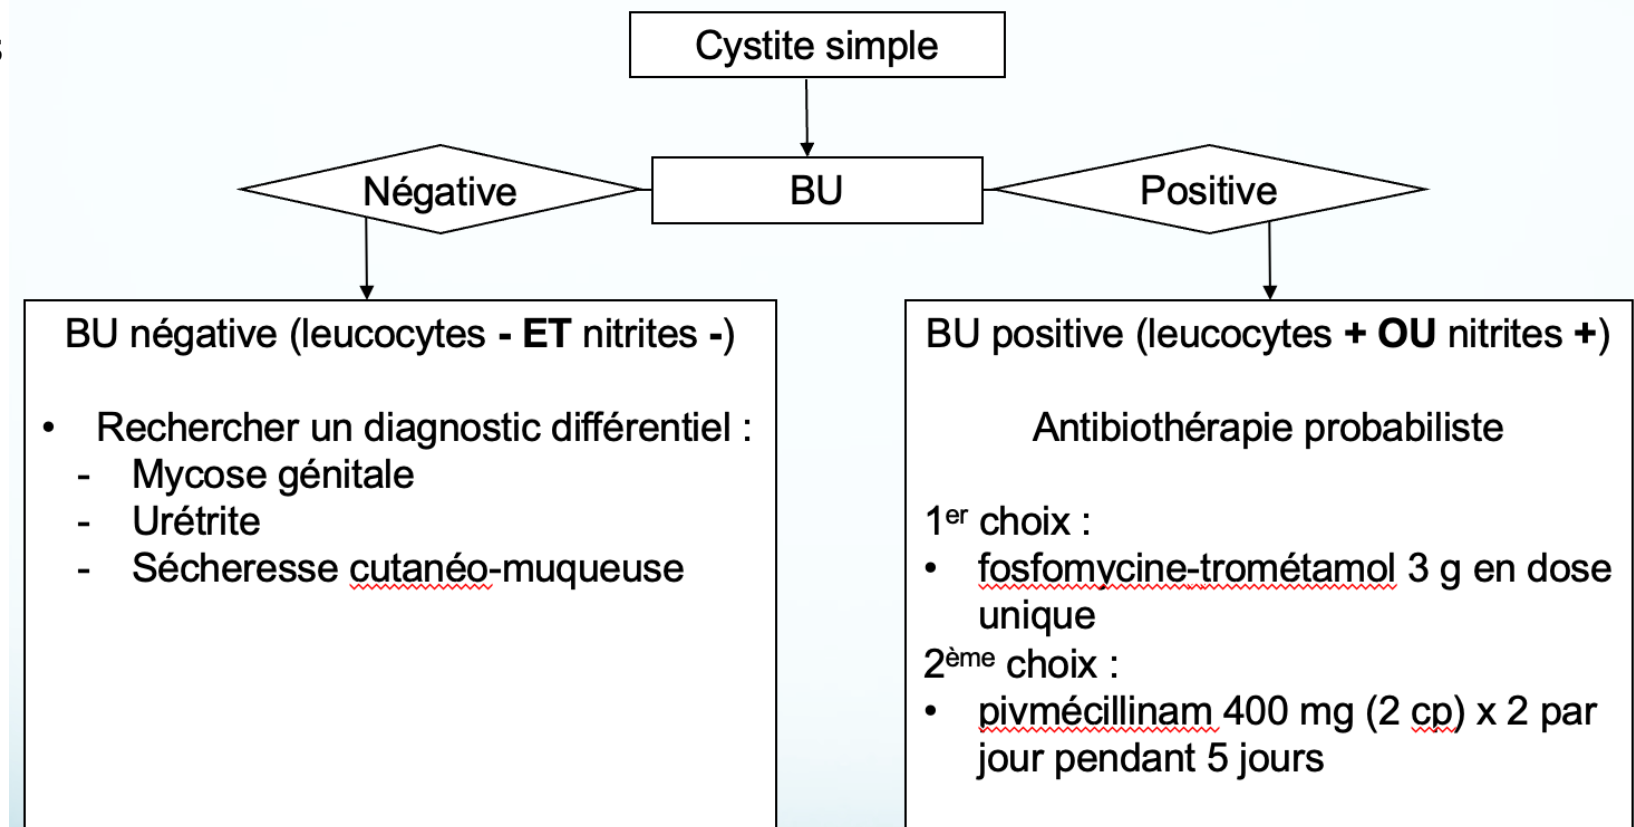 Cystite simple
Négative
BU
Positive
BU négative (leucocytes - ET nitrites -)
• Rechercher un diagnostic différentiel :
- Mycose génitale
- Urétrite
- Sécheresse cutanéo-muqueuse
BU positive (leucocytes + OU nitrites +)
Antibiothérapie probabiliste
1er choix :
• fosfomycine-trométamol 3 g en dose
unique
2ème choix :
• pivmécillinam 400 mg (2 cp) x 2 par
jour pendant 5 jours